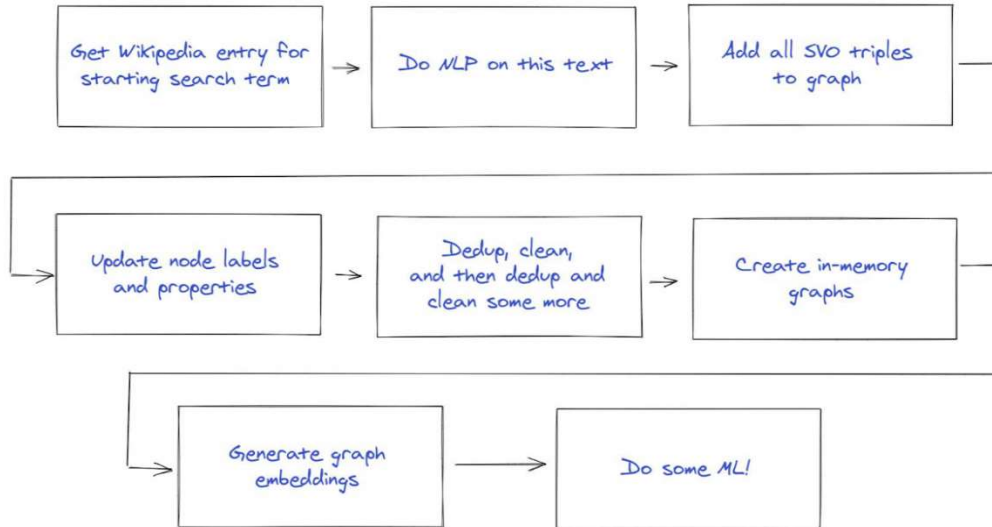 Get Wikipedia entry for
starting search term
Do NLP on this text
Add all SVO triples
to graph
Update node labels
and properties
Dedup, clean,
and then dedup and
clean some more
Create in-memory
graphs
Generate graph
embeddings
Do some ML!